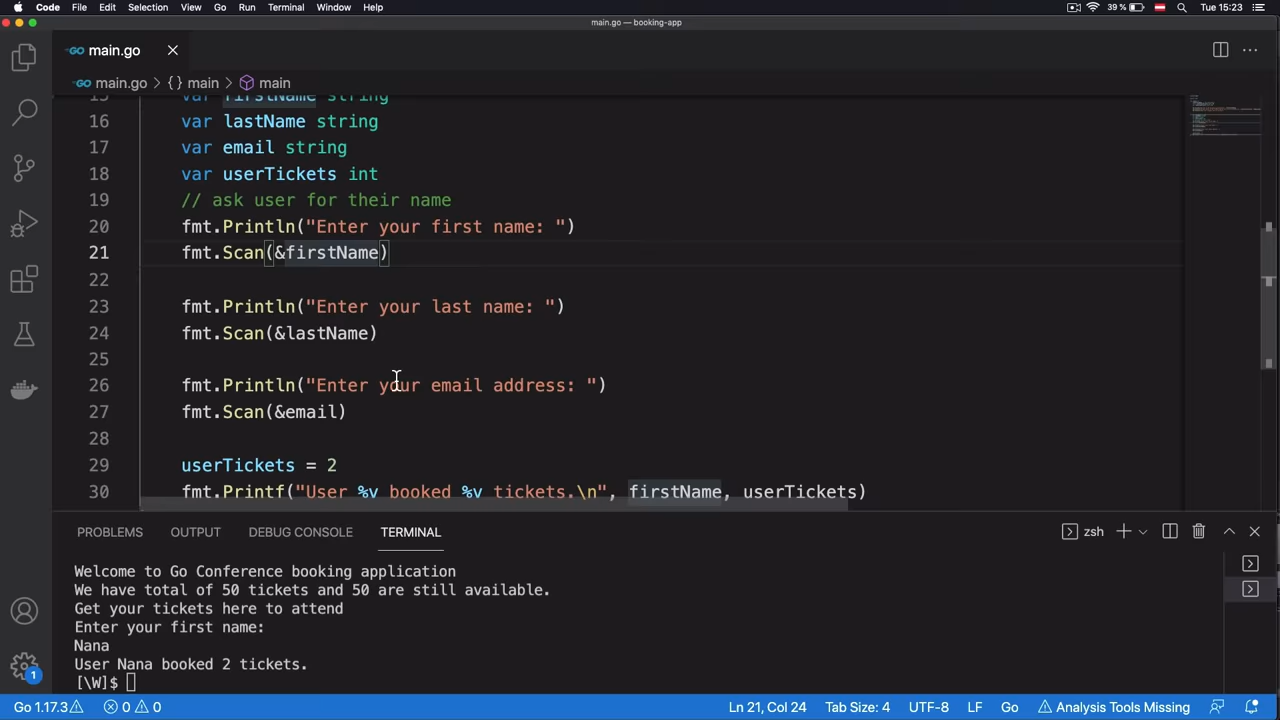 Code File Edit Selection View Go Run Terminal Window Help 39 % Tue 15:23
main.go — booking-app
main.go
main.go > { } main > main
15 var firstName string
16 var lastName string
17 var email string
18 var userTickets int
19 // ask user for their name
20 fmt.Println("Enter your first name: ")
21 fmt.Scan(&firstName)
22
23 fmt.Println("Enter your last name: ")
24 fmt.Scan(&lastName)
25
26 fmt.Println("Enter your email address: ")
27 fmt.Scan(&email)
28
29 userTickets = 2
30 fmt.Printf("User %v booked %v tickets.\n", firstName, userTickets)
PROBLEMS OUTPUT DEBUG CONSOLE TERMINAL zsh
Welcome to Go Conference booking application
We have total of 50 tickets and 50 are still available.
Get your tickets here to attend
Enter your first name:
Nana
User Nana booked 2 tickets.
[\W]$
1
Go 1.17.3 0 0 Ln 21, Col 24 Tab Size: 4 UTF-8 LF Go Analysis Tools Missing